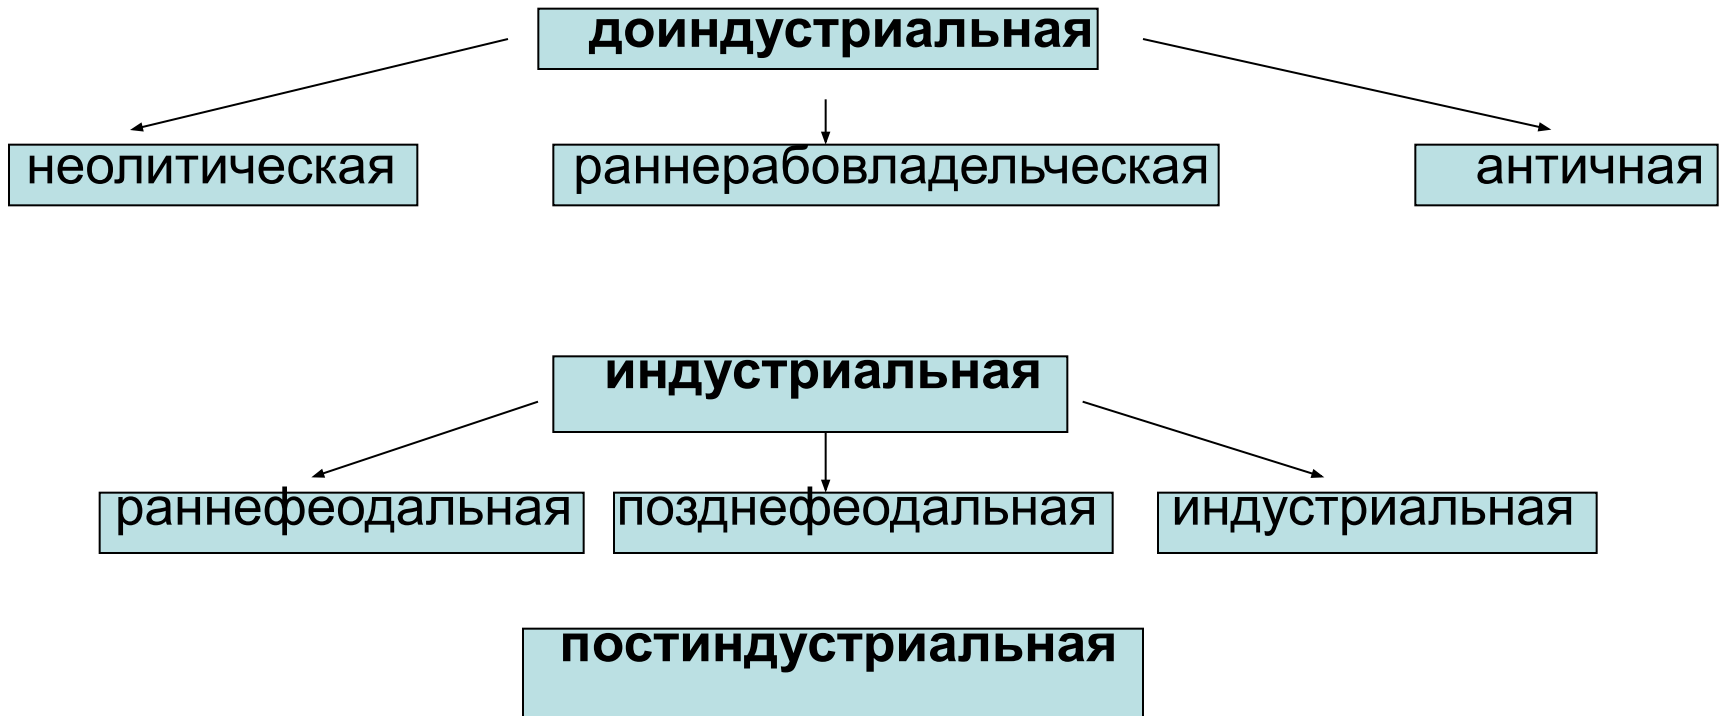 доиндустриальная
неолитическая раннерабовладельческая античная
индустриальная
раннефеодальная позднефеодальная индустриальная
постиндустриальная